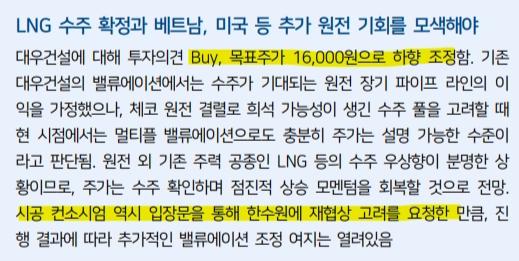 LNG 수주 확정과 베트남, 미국 등 추가 원전 기회를 모색해야
대우건설에 대해 투자의견 Buy, 목표주가 16,000원으로 하향 조정함. 기존
대우건설의 밸류에이션에서는 수주가 기대되는 원전 장기 파이프 라인의 이
익을 가정했으나, 체코 원전 결렬로 희석 가능성이 생긴 수주 풀을 고려할 때
현 시점에서는 멀티플 밸류에이션으로도 충분히 주가는 설명 가능한 수준이
라고 판단됨. 원전 외 기존 주력 공종인 LNG 등의 수주 우상향이 분명한 상
황이므로, 주가는 수주 확인하며 점진적 상승 모멘텀을 회복할 것으로 전망.
시공 컨소시엄 역시 입장문을 통해 한수원에 재협상 고려를 요청한 만큼, 진
행 결과에 따라 추가적인 밸류에이션 조정 여지는 열려있음